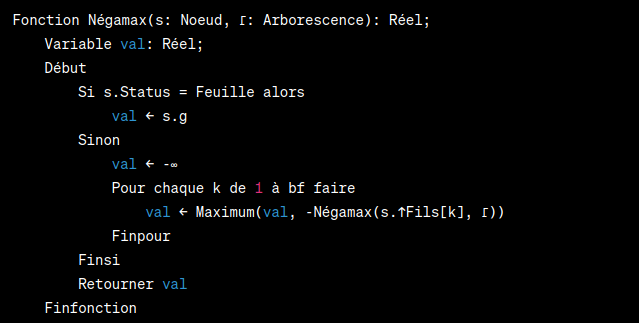 Fonction Négamax(s: Noeud, ꭈ: Arborescence): Réel;
Variable val: Réel;
Début
Si s.Status = Feuille alors
val ← s.g
Sinon
val ← -∞
Pour chaque k de 1 à bf faire
val ← Maximum(val, -Négamax(s.↑Fils[k], ꭈ))
Finpour
Finsi
Retourner val
Finfonction